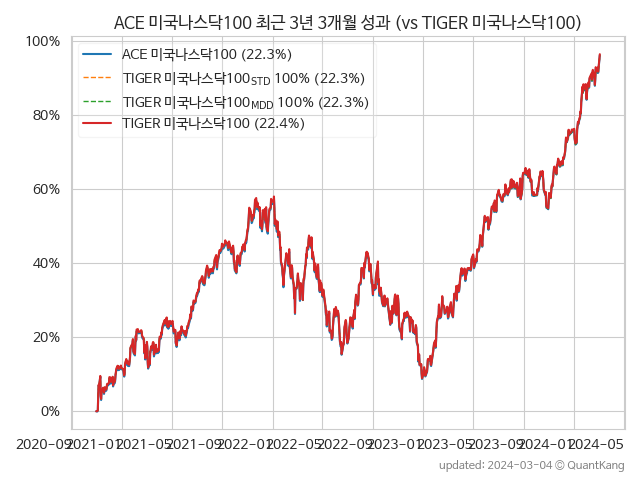 ACE 미국나스닥100 최근 3년 3개월 성과 (vs TIGER 미국나스닥100)
ACE 미국나스닥100 (22.3%)
TIGER 미국나스닥100STD 100% (22.3%)
TIGER 미국나스닥100MDD 100% (22.3%)
TIGER 미국나스닥100 (22.4%)
100%
80%
60%
40%
20%
0%
2020-09 2021-01 2021-05 2021-09 2022-01 2022-05 2022-09 2023-01 2023-05 2023-09 2024-01 2024-05
updated: 2024-03-04 © QuantKang